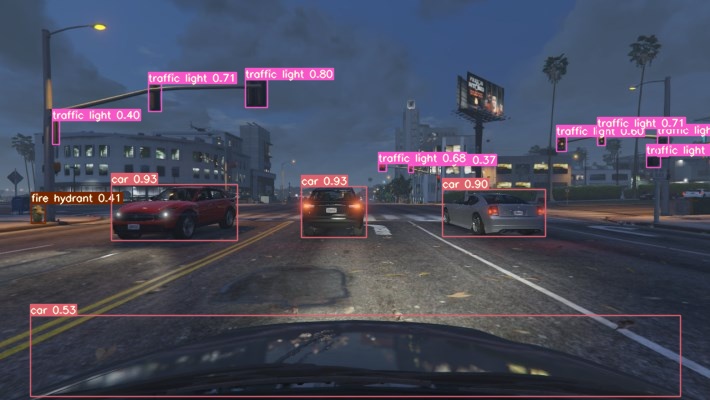 traffic light 0.71
traffic light 0.80
traffic light 0.40
traffic light 0.71
0.60
traffic ligh
traffic light
traffic light 0.68
0.37
car 0.93
car 0.93
car 0.90
fire hydrant 0.41
car 0.53